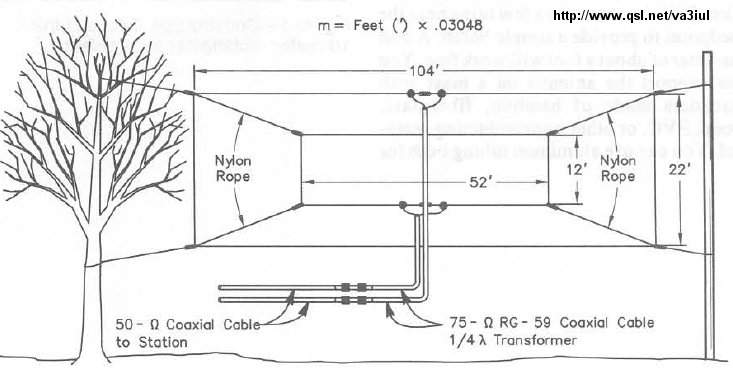 http://www.qsl.net/va3iul
m = Feet (') x .03048
104'
Nylon
Rope
52'
12'
Nylon
Rope
22'
50 - Ω Coaxial Cable
to Station
75 - Ω RG - 59 Coaxial Cable
1/4 λ Transformer